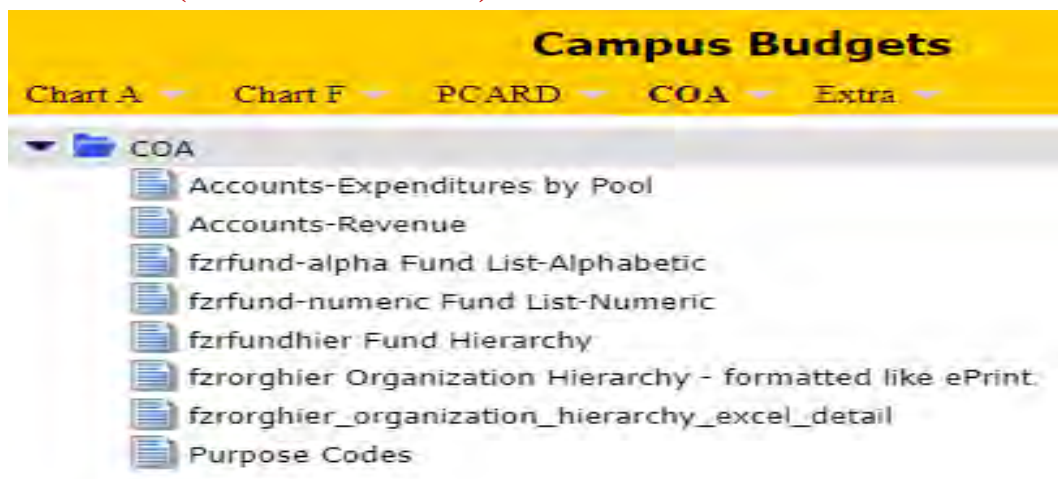 Campus Budgets
Chart A Chart F PCARD COA Extra
COA
Accounts-Expenditures by Pool
Accounts-Revenue
fzrfund-alpha Fund List-Alphabetic
fzrfund-numeric Fund List-Numeric
fzrfundhier Fund Hierarchy
fzrorghier Organization Hierarchy - formatted like ePrint.
fzrorghier_organization_hierarchy_excel_detail
Purpose Codes